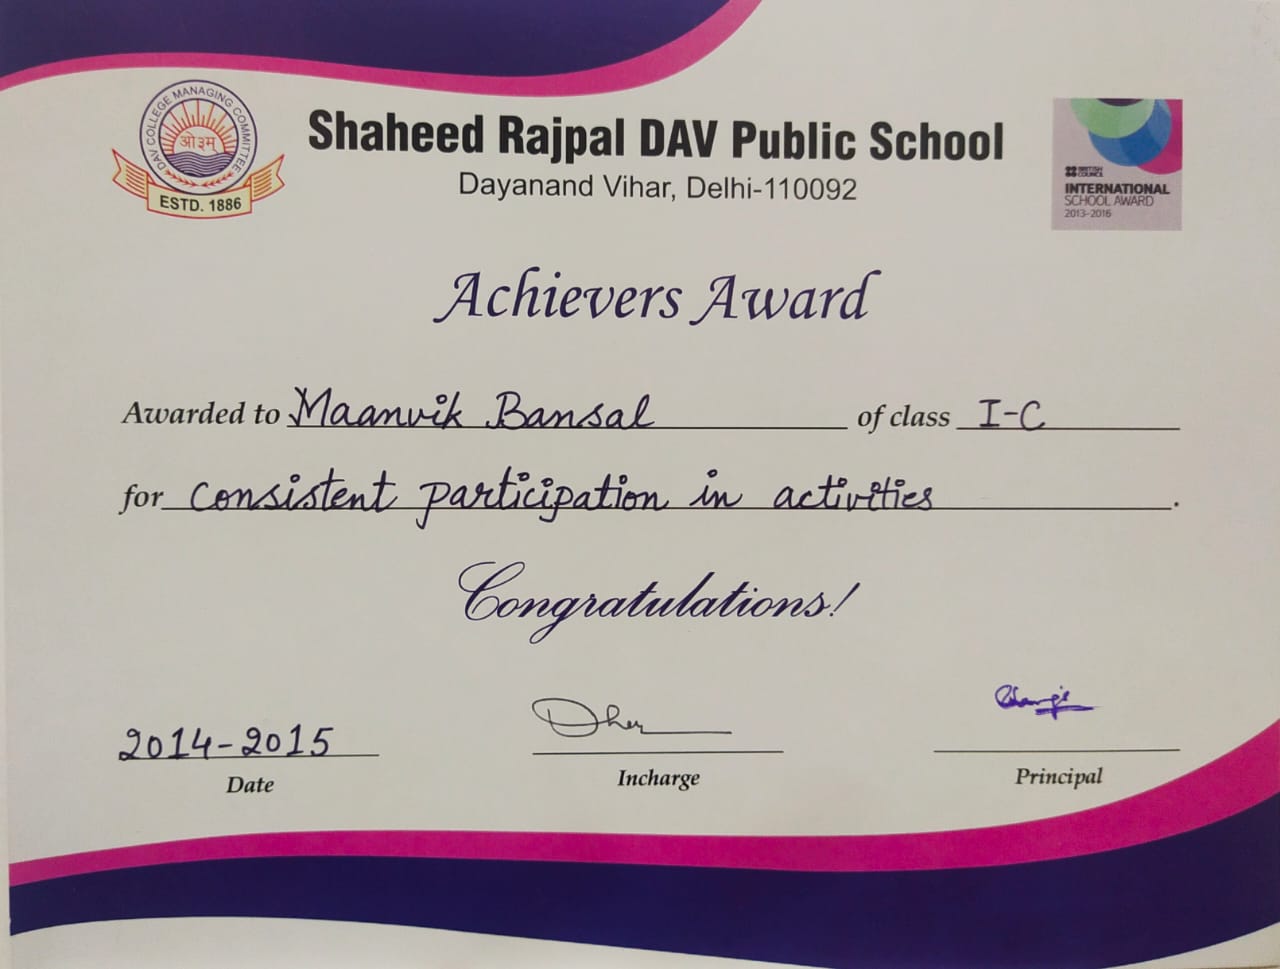 DAV COLLEGE MANAGING COMMITTEE
ओ३म्
ESTD. 1886
Shaheed Rajpal DAV Public School
Dayanand Vihar, Delhi-110092
BRITISH
COUNCIL
INTERNATIONAL
SCHOOL AWARD
2013-2016
Achievers Award
Awarded to Maanvik Bansal of class I-C
for consistent participation in activities.
Congratulations!
2014-2015
Date Incharge Principal